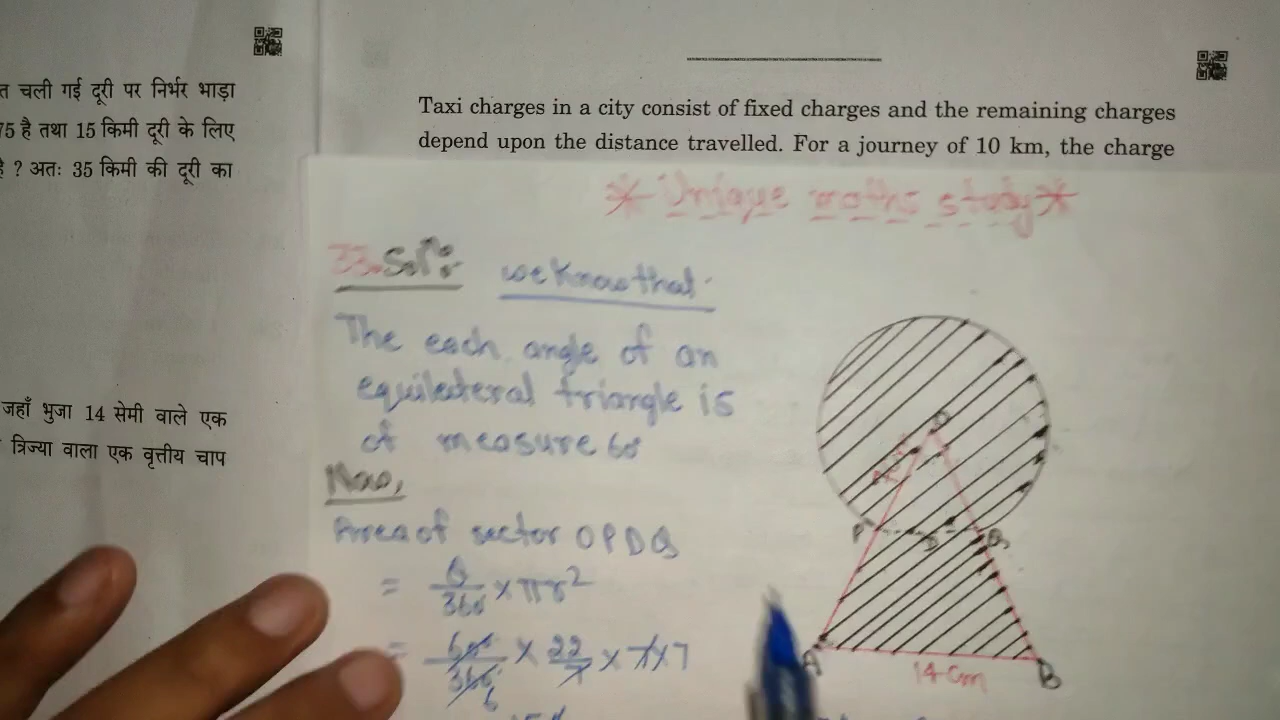 त चली गई दूरी पर निर्भर भाड़ा
75 है तथा 15 किमी दूरी के लिए
है ? अतः 35 किमी की दूरी का
जहाँ भुजा 14 सेमी वाले एक
त्रिज्या वाला एक वृत्तीय चाप
Taxi charges in a city consist of fixed charges and the remaining charges
depend upon the distance travelled. For a journey of 10 km, the charge
* Unique maths study *
33. Solⁿ: we know that
The each angle of an
equilateral triangle is
of measure 60°
Now,
Area of sector OPDQ
= θ/360° × πr²
= 60°/360° × 22/7 × 7 × 7
6
O
P
D
Q
A
14 cm
B